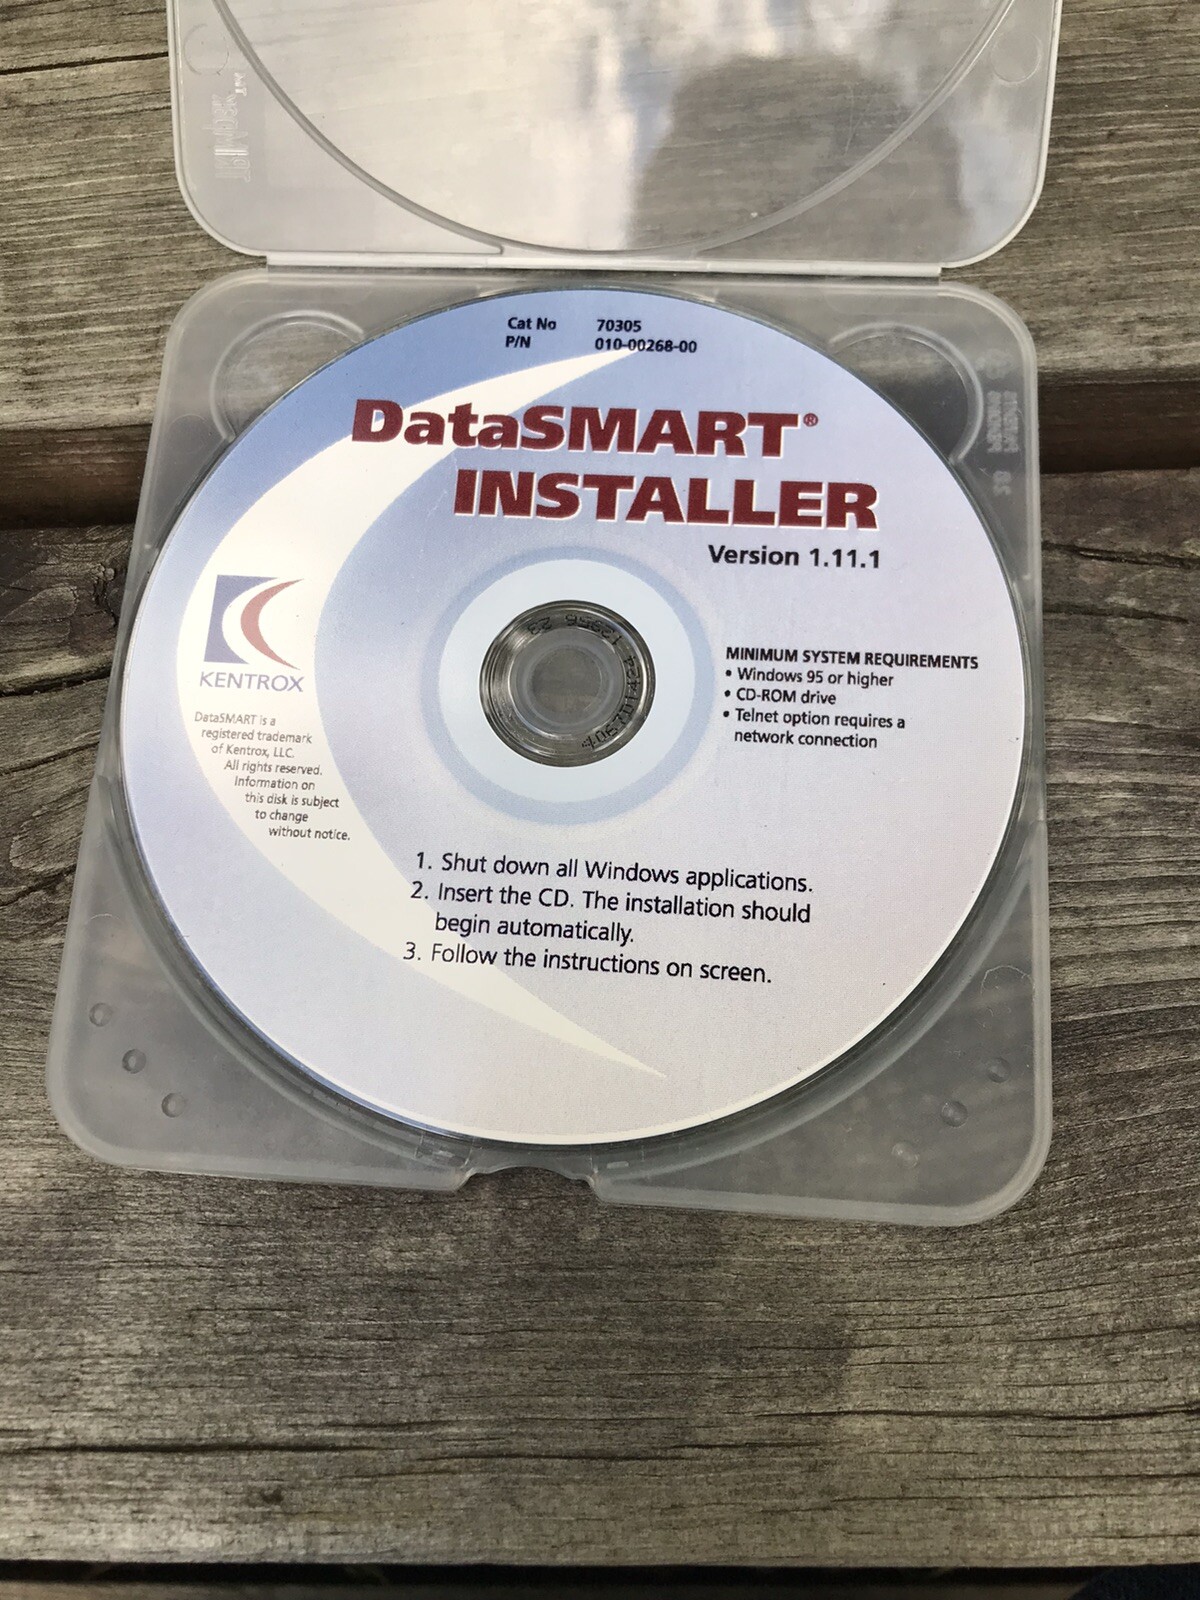 Cat No 70305
P/N 010-00268-00
DataSMART®
INSTALLER
Version 1.11.1
KENTROX
DataSMART is a
registered trademark
of Kentrox, LLC.
All rights reserved.
Information on
this disk is subject
to change
without notice.
MINIMUM SYSTEM REQUIREMENTS
• Windows 95 or higher
• CD-ROM drive
• Telnet option requires a
network connection
1. Shut down all Windows applications.
2. Insert the CD. The installation should
begin automatically.
3. Follow the instructions on screen.